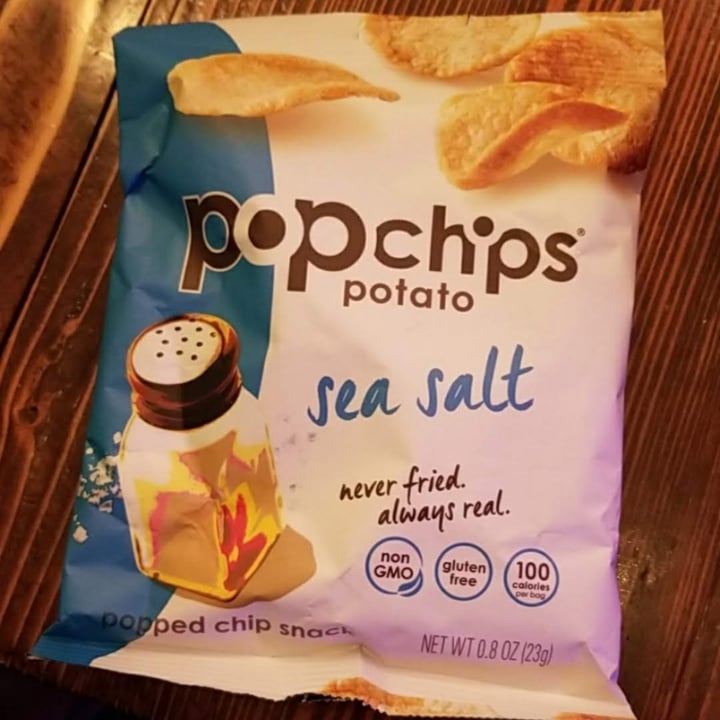 popchips®
potato
sea salt
never fried.
always real.
non
GMO
gluten
free
100
calories
per bag
popped chip snack
NET WT 0.8 OZ (23g)